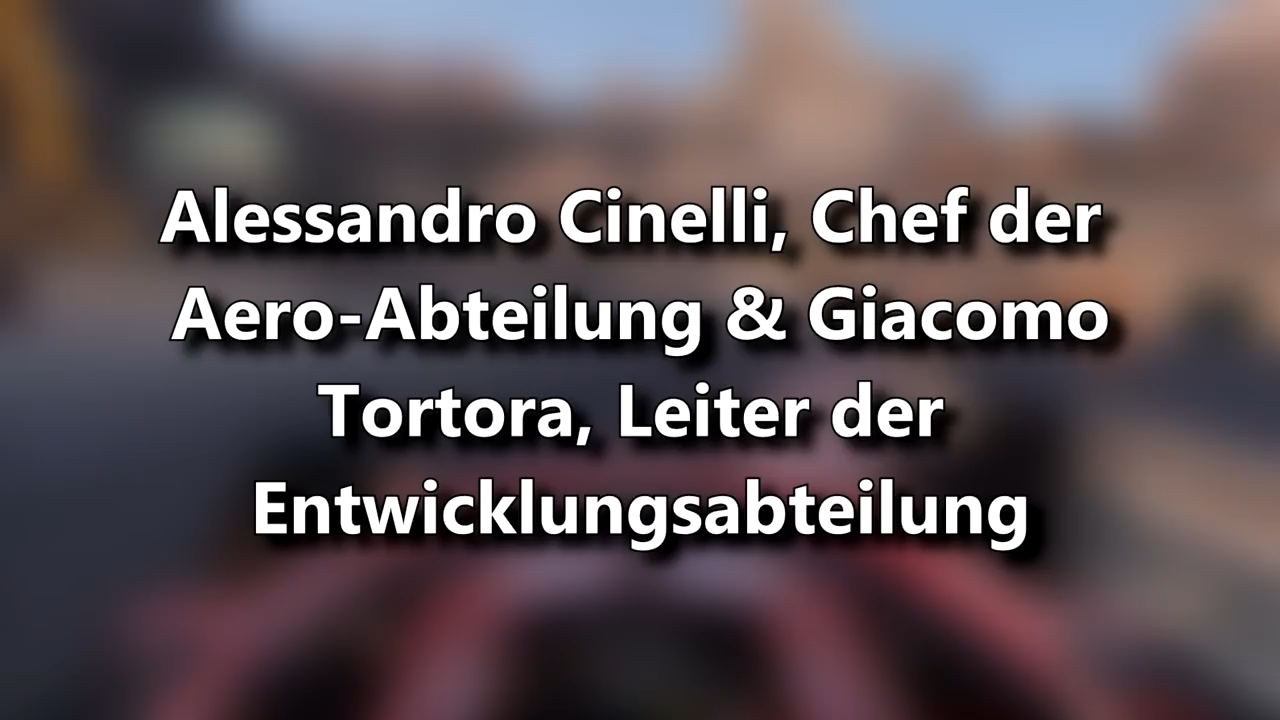 Alessandro Cinelli, Chef der
Aero-Abteilung & Giacomo
Tortora, Leiter der
Entwicklungsabteilung